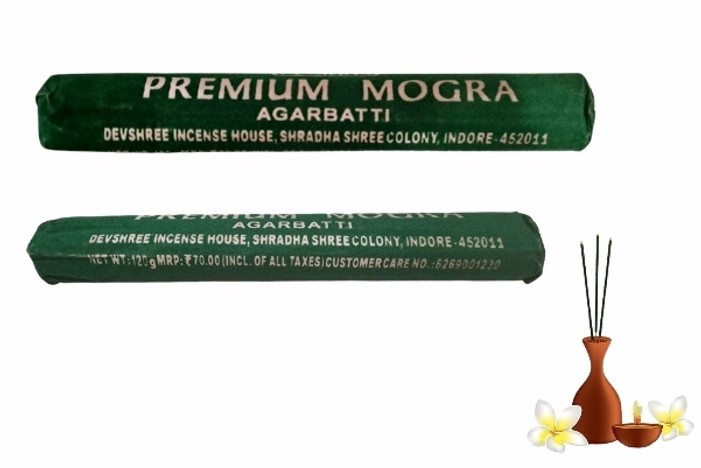 PREMIUM MOGRA
AGARBATTI
DEVSHREE INCENSE HOUSE, SHRADHA SHREE COLONY, INDORE-452011
PREMIUM MOGRA
AGARBATTI
DEVSHREE INCENSE HOUSE, SHRADHA SHREE COLONY, INDORE-452011
NET WT.:120g MRP.: ₹70.00 (INCL. OF ALL TAXES) CUSTOMER CARE NO.:6269001230